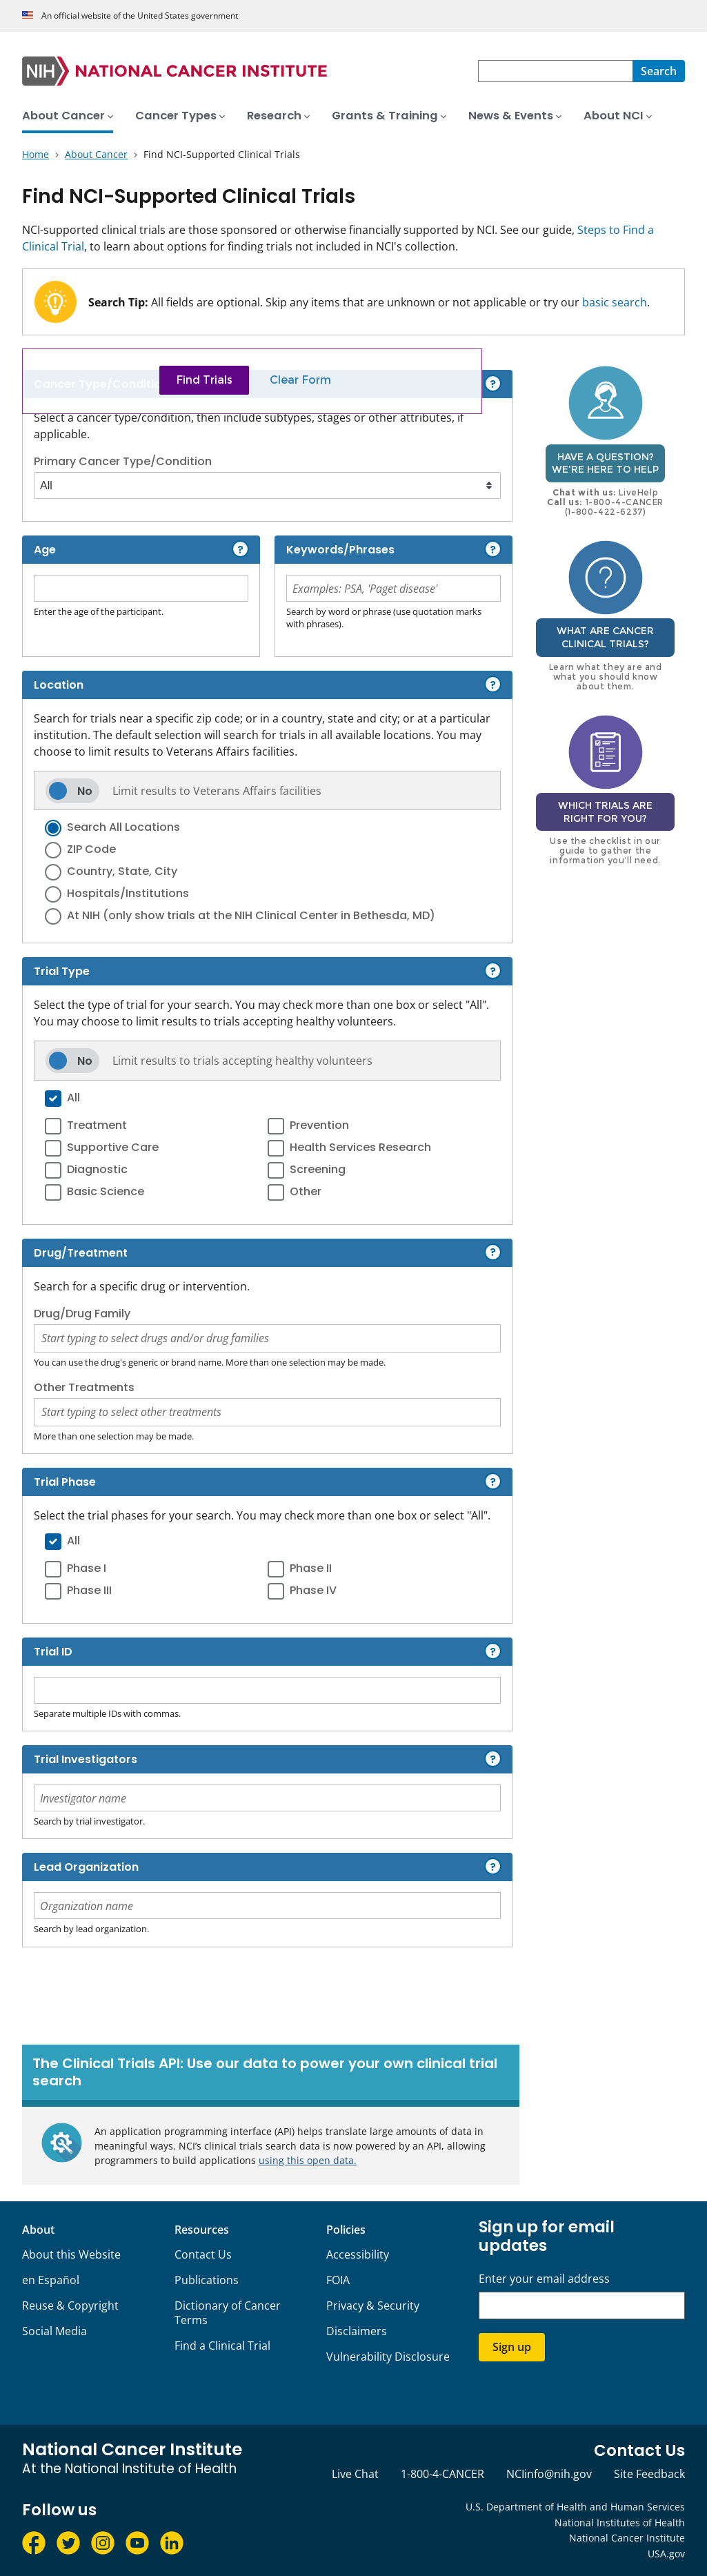 An official website of the United States government
NIH NATIONAL CANCER INSTITUTE
Search
About Cancer
Cancer Types
Research
Grants & Training
News & Events
About NCI
Home
About Cancer
Find NCI-Supported Clinical Trials
Find NCI-Supported Clinical Trials
NCI-supported clinical trials are those sponsored or otherwise financially supported by NCI. See our guide, Steps to Find a
Clinical Trial, to learn about options for finding trials not included in NCI's collection.
Search Tip: All fields are optional. Skip any items that are unknown or not applicable or try our basic search.
Find Trials
Clear Form
Cancer Type/Conditio
?
Select a cancer type/condition, then include subtypes, stages or other attributes, if
applicable.
Primary Cancer Type/Condition
All
Age
?
Enter the age of the participant.
Keywords/Phrases
?
Examples: PSA, 'Paget disease'
Search by word or phrase (use quotation marks
with phrases).
Location
?
Search for trials near a specific zip code; or in a country, state and city; or at a particular
institution. The default selection will search for trials in all available locations. You may
choose to limit results to Veterans Affairs facilities.
No
Limit results to Veterans Affairs facilities
Search All Locations
ZIP Code
Country, State, City
Hospitals/Institutions
At NIH (only show trials at the NIH Clinical Center in Bethesda, MD)
Trial Type
?
Select the type of trial for your search. You may check more than one box or select "All".
You may choose to limit results to trials accepting healthy volunteers.
No
Limit results to trials accepting healthy volunteers
All
Treatment
Prevention
Supportive Care
Health Services Research
Diagnostic
Screening
Basic Science
Other
Drug/Treatment
?
Search for a specific drug or intervention.
Drug/Drug Family
Start typing to select drugs and/or drug families
You can use the drug's generic or brand name. More than one selection may be made.
Other Treatments
Start typing to select other treatments
More than one selection may be made.
Trial Phase
?
Select the trial phases for your search. You may check more than one box or select "All".
All
Phase I
Phase II
Phase III
Phase IV
Trial ID
?
Separate multiple IDs with commas.
Trial Investigators
?
Investigator name
Search by trial investigator.
Lead Organization
?
Organization name
Search by lead organization.
HAVE A QUESTION?
WE'RE HERE TO HELP
Chat with us: LiveHelp
Call us: 1-800-4-CANCER
(1-800-422-6237)
?
WHAT ARE CANCER
CLINICAL TRIALS?
Learn what they are and
what you should know
about them.
WHICH TRIALS ARE
RIGHT FOR YOU?
Use the checklist in our
guide to gather the
information you'll need.
The Clinical Trials API: Use our data to power your own clinical trial
search
An application programming interface (API) helps translate large amounts of data in
meaningful ways. NCI's clinical trials search data is now powered by an API, allowing
programmers to build applications using this open data.
About
About this Website
en Español
Reuse & Copyright
Social Media
Resources
Contact Us
Publications
Dictionary of Cancer
Terms
Find a Clinical Trial
Policies
Accessibility
FOIA
Privacy & Security
Disclaimers
Vulnerability Disclosure
Sign up for email
updates
Enter your email address
Sign up
National Cancer Institute
At the National Institute of Health
Follow us
Contact Us
Live Chat
1-800-4-CANCER
NCIinfo@nih.gov
Site Feedback
U.S. Department of Health and Human Services
National Institutes of Health
National Cancer Institute
USA.gov